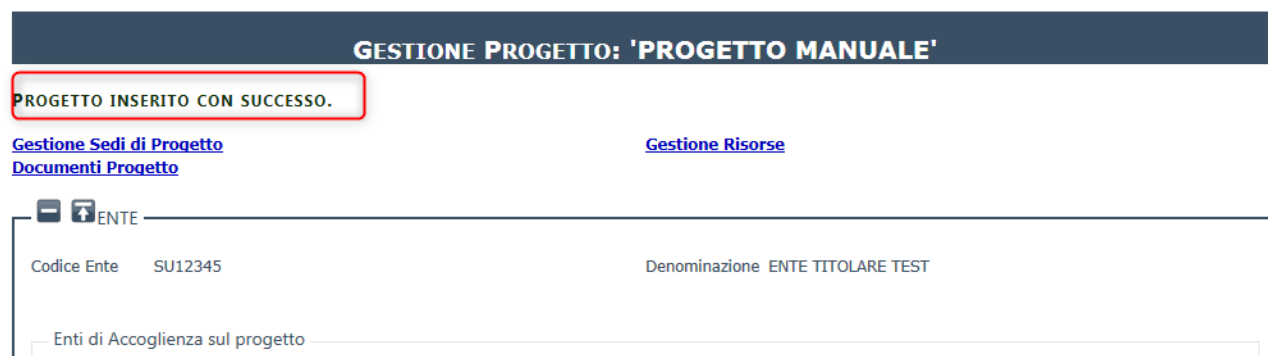 GESTIONE PROGETTO: 'PROGETTO MANUALE'
PROGETTO INSERITO CON SUCCESSO.
Gestione Sedi di Progetto
Gestione Risorse
Documenti Progetto
ENTE
Codice Ente SU12345
Denominazione ENTE TITOLARE TEST
Enti di Accoglienza sul progetto